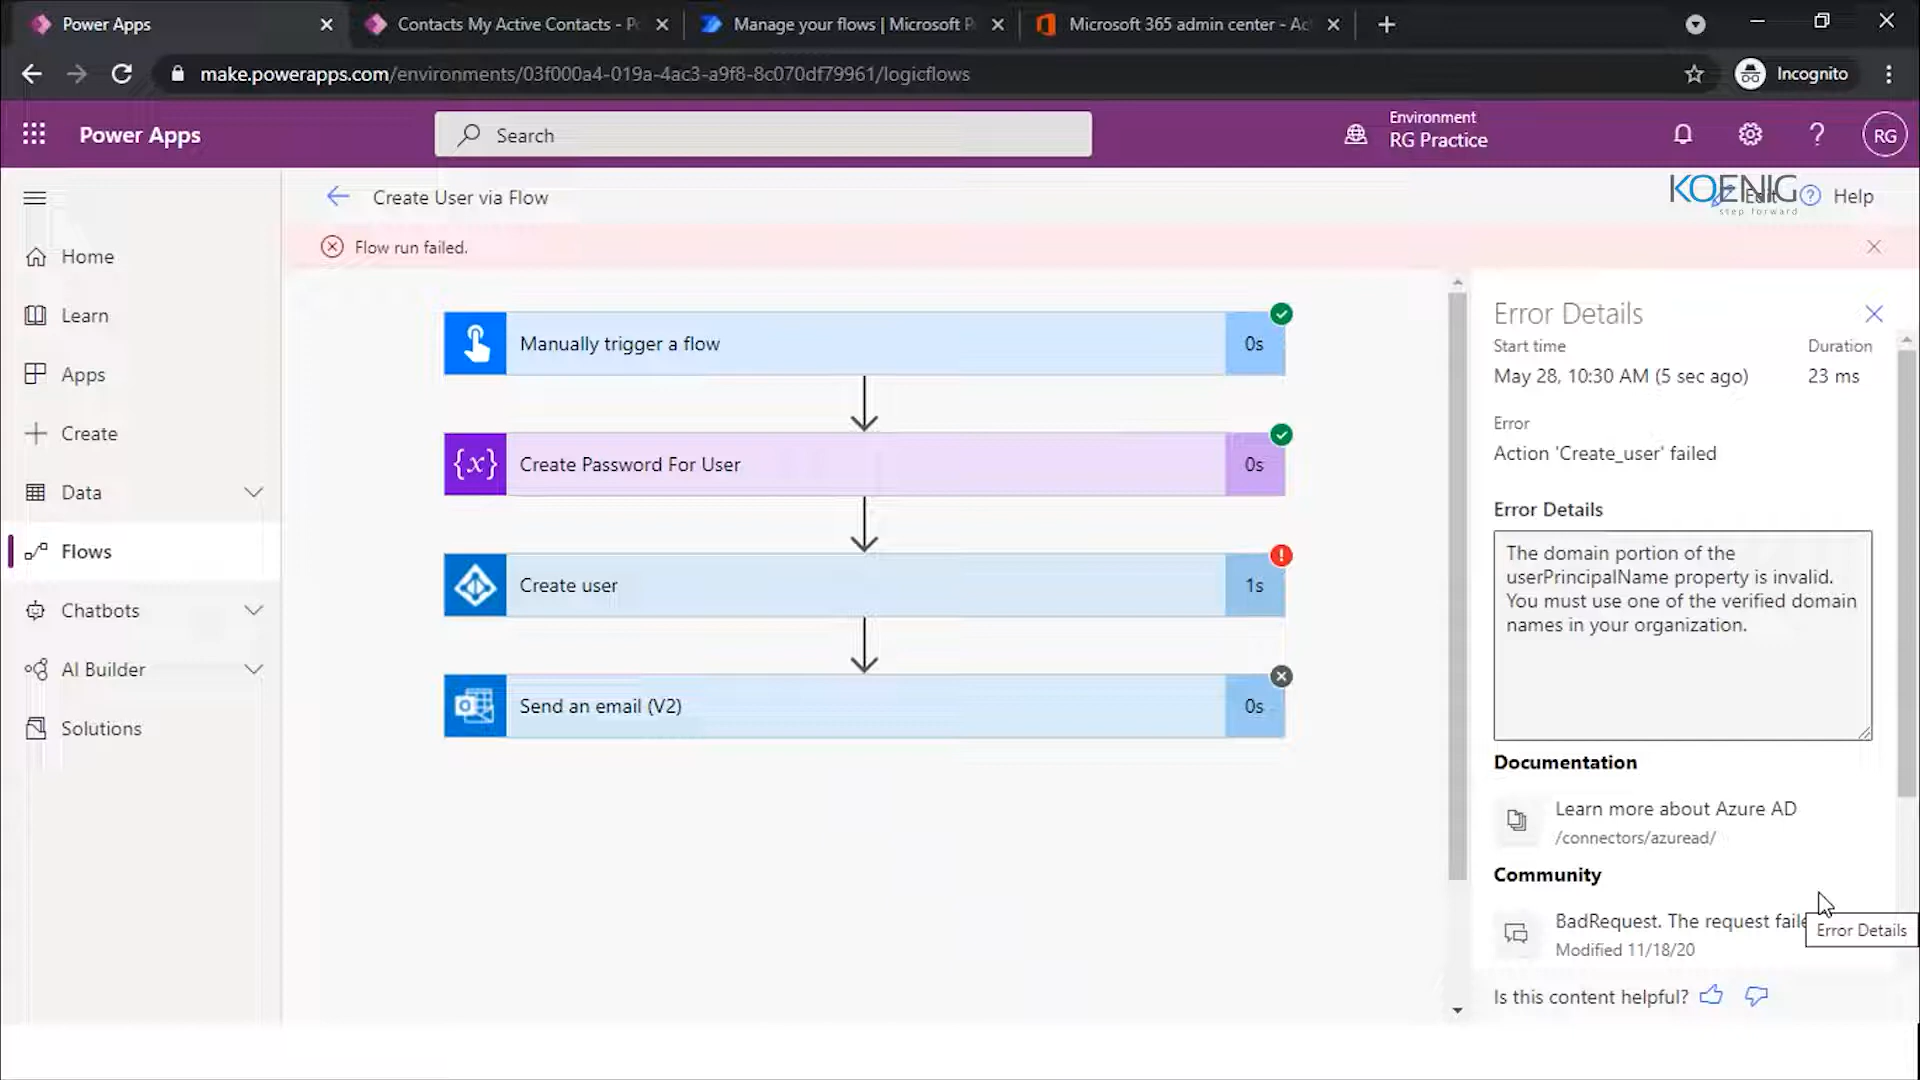 Power Apps
Contacts My Active Contacts - Po
Manage your flows | Microsoft P
Microsoft 365 admin center - Ac
make.powerapps.com/environments/03f000a4-019a-4ac3-a9f8-8c070df79961/logicflows
Incognito
Power Apps
Search
Environment
RG Practice
RG
Create User via Flow
KOENIG
step forward
Edit
Help
Flow run failed.
Home
Learn
Apps
Create
Data
Flows
Chatbots
AI Builder
Solutions
Manually trigger a flow
0s
{x}
Create Password For User
0s
Create user
1s
Send an email (V2)
0s
Error Details
Start time
Duration
May 28, 10:30 AM (5 sec ago)
23 ms
Error
Action 'Create_user' failed
Error Details
The domain portion of the
userPrincipalName property is invalid.
You must use one of the verified domain
names in your organization.
Documentation
Learn more about Azure AD
/connectors/azuread/
Community
BadRequest. The request faile
Error Details
Modified 11/18/20
Is this content helpful?